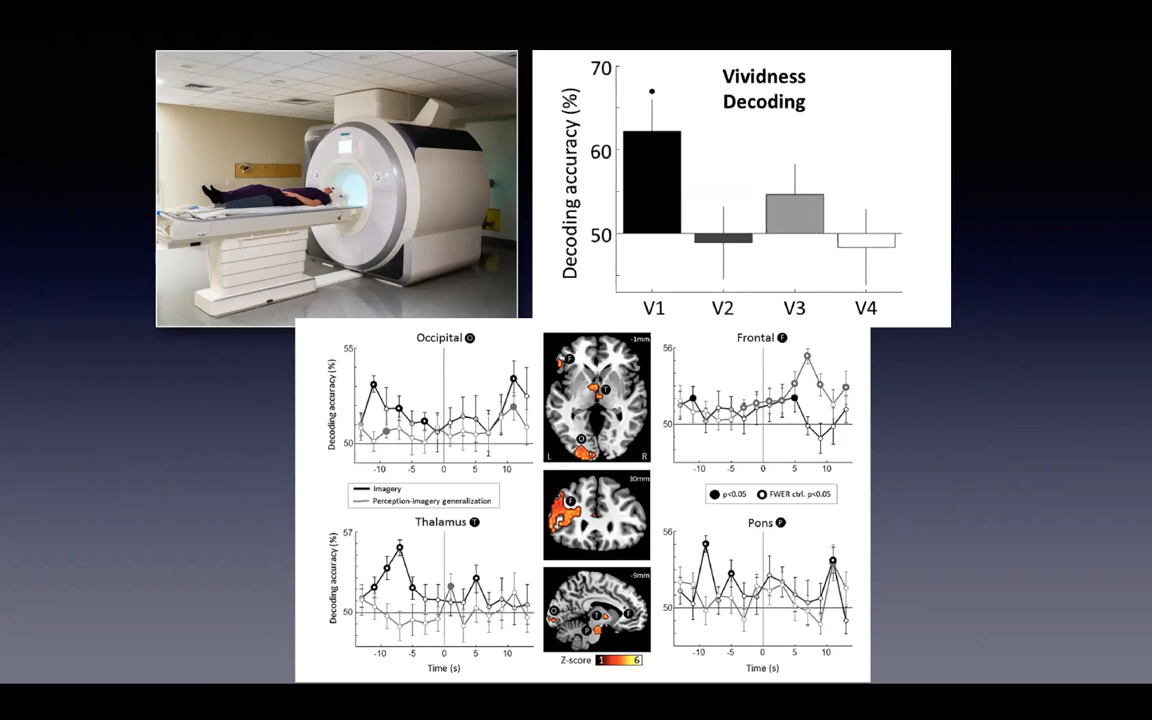 Vividness
Decoding
Decoding accuracy (%)
70
60
50
V1 V2 V3 V4
Occipital O
Decoding accuracy (%)
55
50
-10 -5 0 5 10
Imagery
Perception-imagery generalization
-1mm
F
T
O
L R
30mm
F
-9mm
O T F
P
Z-score 1 6
Frontal F
56
50
-10 -5 0 5 10
p<0.05 FWER ctrl. p<0.05
Thalamus T
Decoding accuracy (%)
57
50
-10 -5 0 5 10
Time (s)
Pons P
56
50
-10 -5 0 5 10
Time (s)